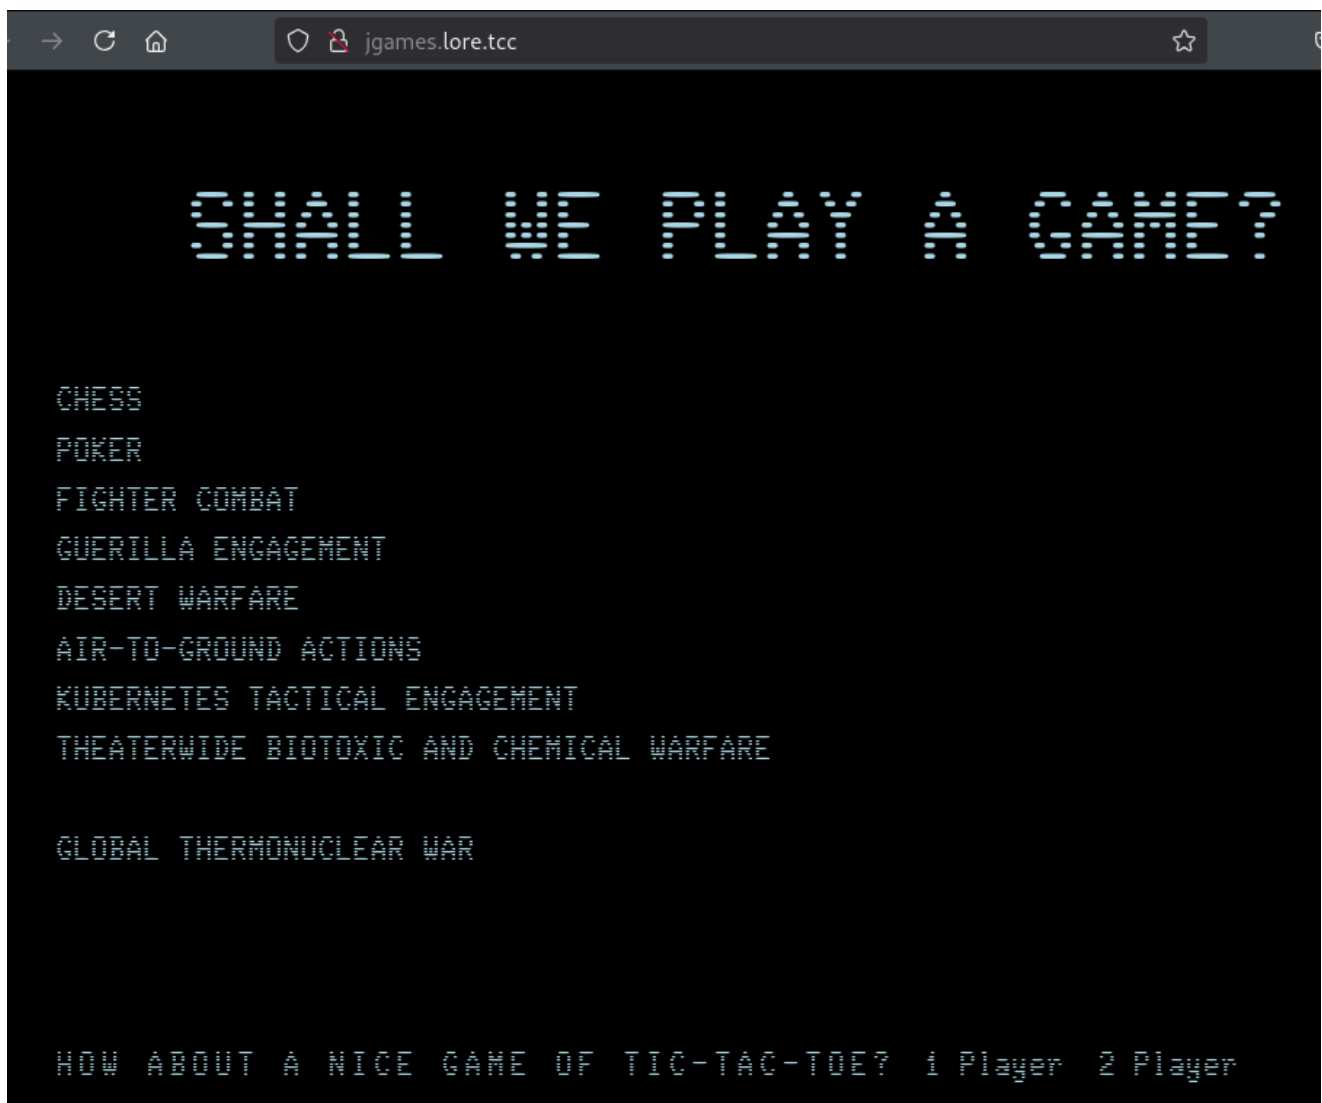 jgames.lore.tcc
SHALL WE PLAY A GAME?
CHESS
POKER
FIGHTER COMBAT
GUERILLA ENGAGEMENT
DESERT WARFARE
AIR-TO-GROUND ACTIONS
KUBERNETES TACTICAL ENGAGEMENT
THEATERWIDE BIOTOXIC AND CHEMICAL WARFARE
GLOBAL THERMONUCLEAR WAR
HOW ABOUT A NICE GAME OF TIC-TAC-TOE? 1 Player 2 Player